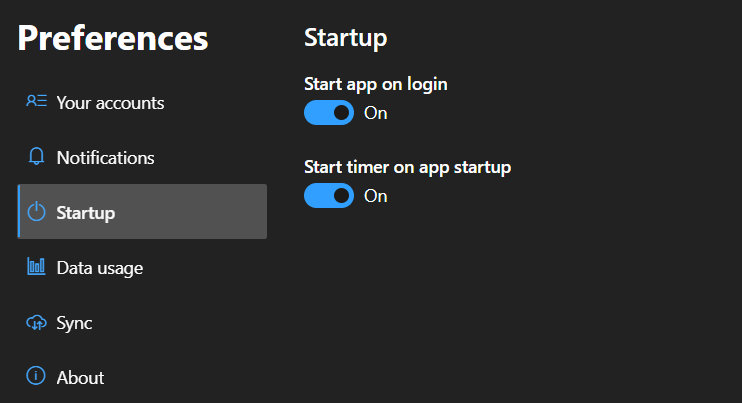 Preferences
Your accounts
Notifications
Startup
Data usage
Sync
About
Startup
Start app on login
On
Start timer on app startup
On